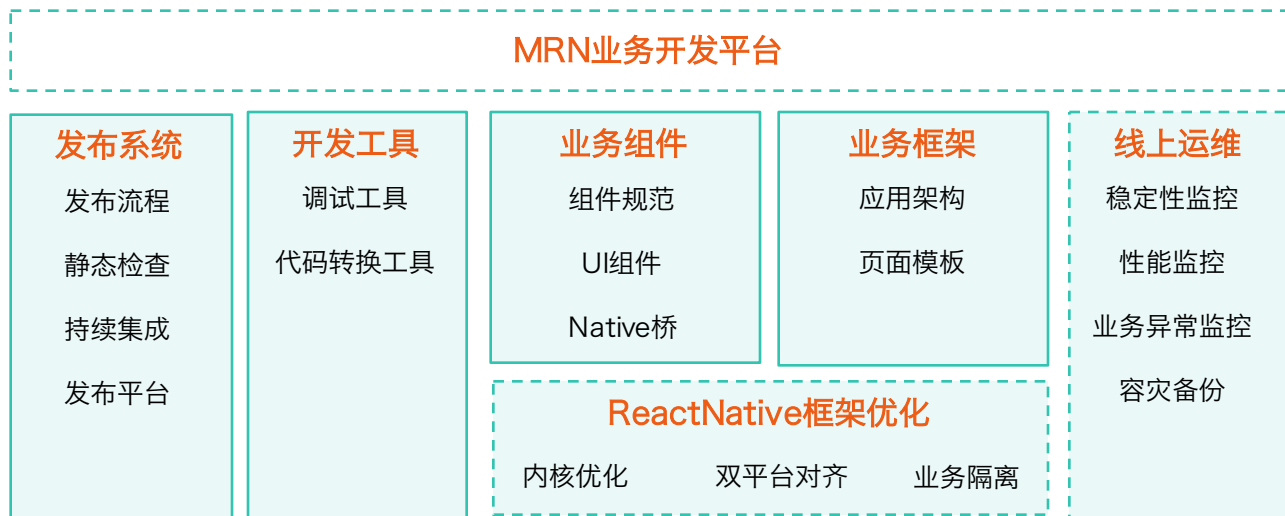 MRN业务开发平台
发布系统
发布流程
静态检查
持续集成
发布平台
开发工具
调试工具
代码转换工具
业务组件
组件规范
UI组件
Native桥
业务框架
应用架构
页面模板
ReactNative框架优化
内核优化 双平台对齐 业务隔离
线上运维
稳定性监控
性能监控
业务异常监控
容灾备份